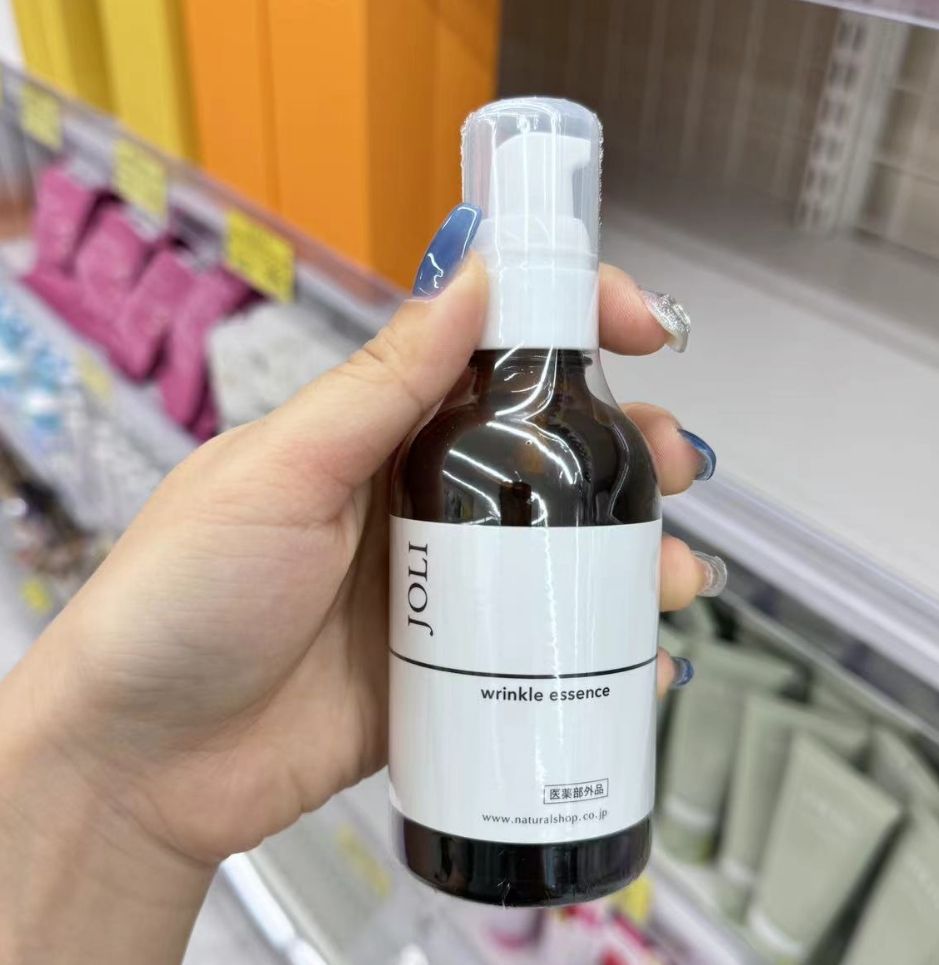 JOLI
wrinkle essence
医薬部外品
www.naturalshop.co.jp